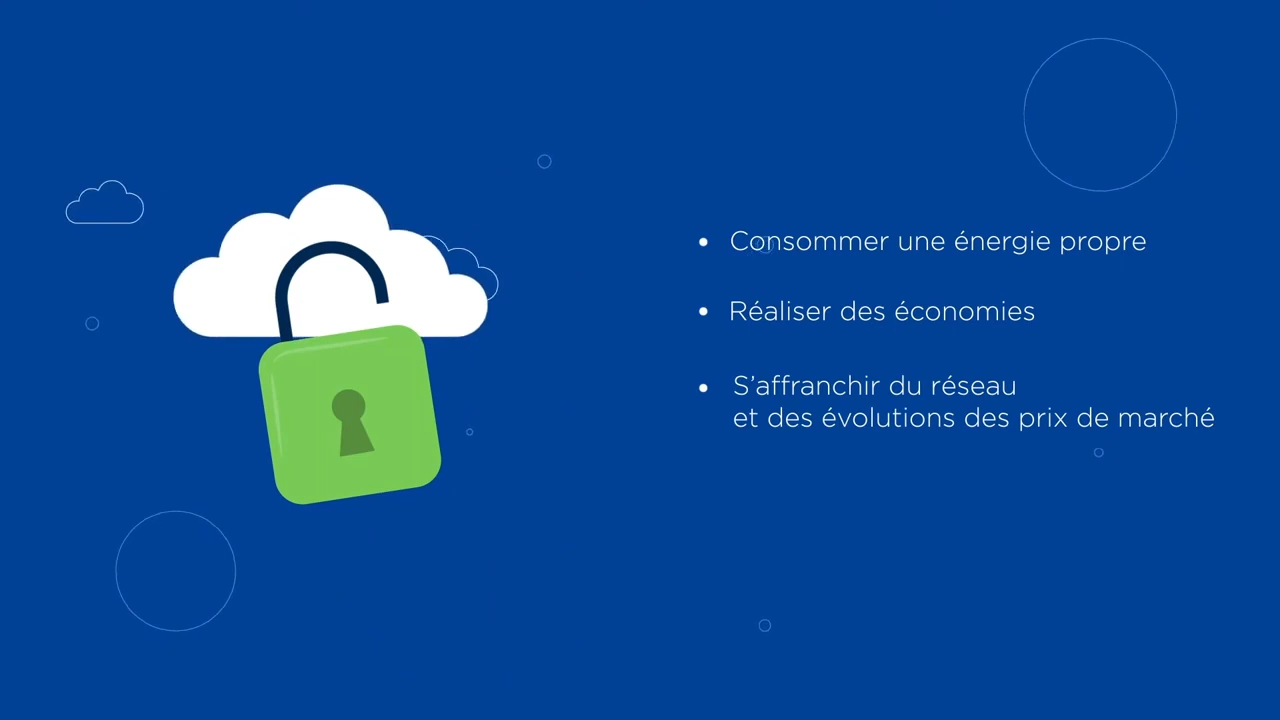 • Consommer une énergie propre
• Réaliser des économies
• S’affranchir du réseau
et des évolutions des prix de marché